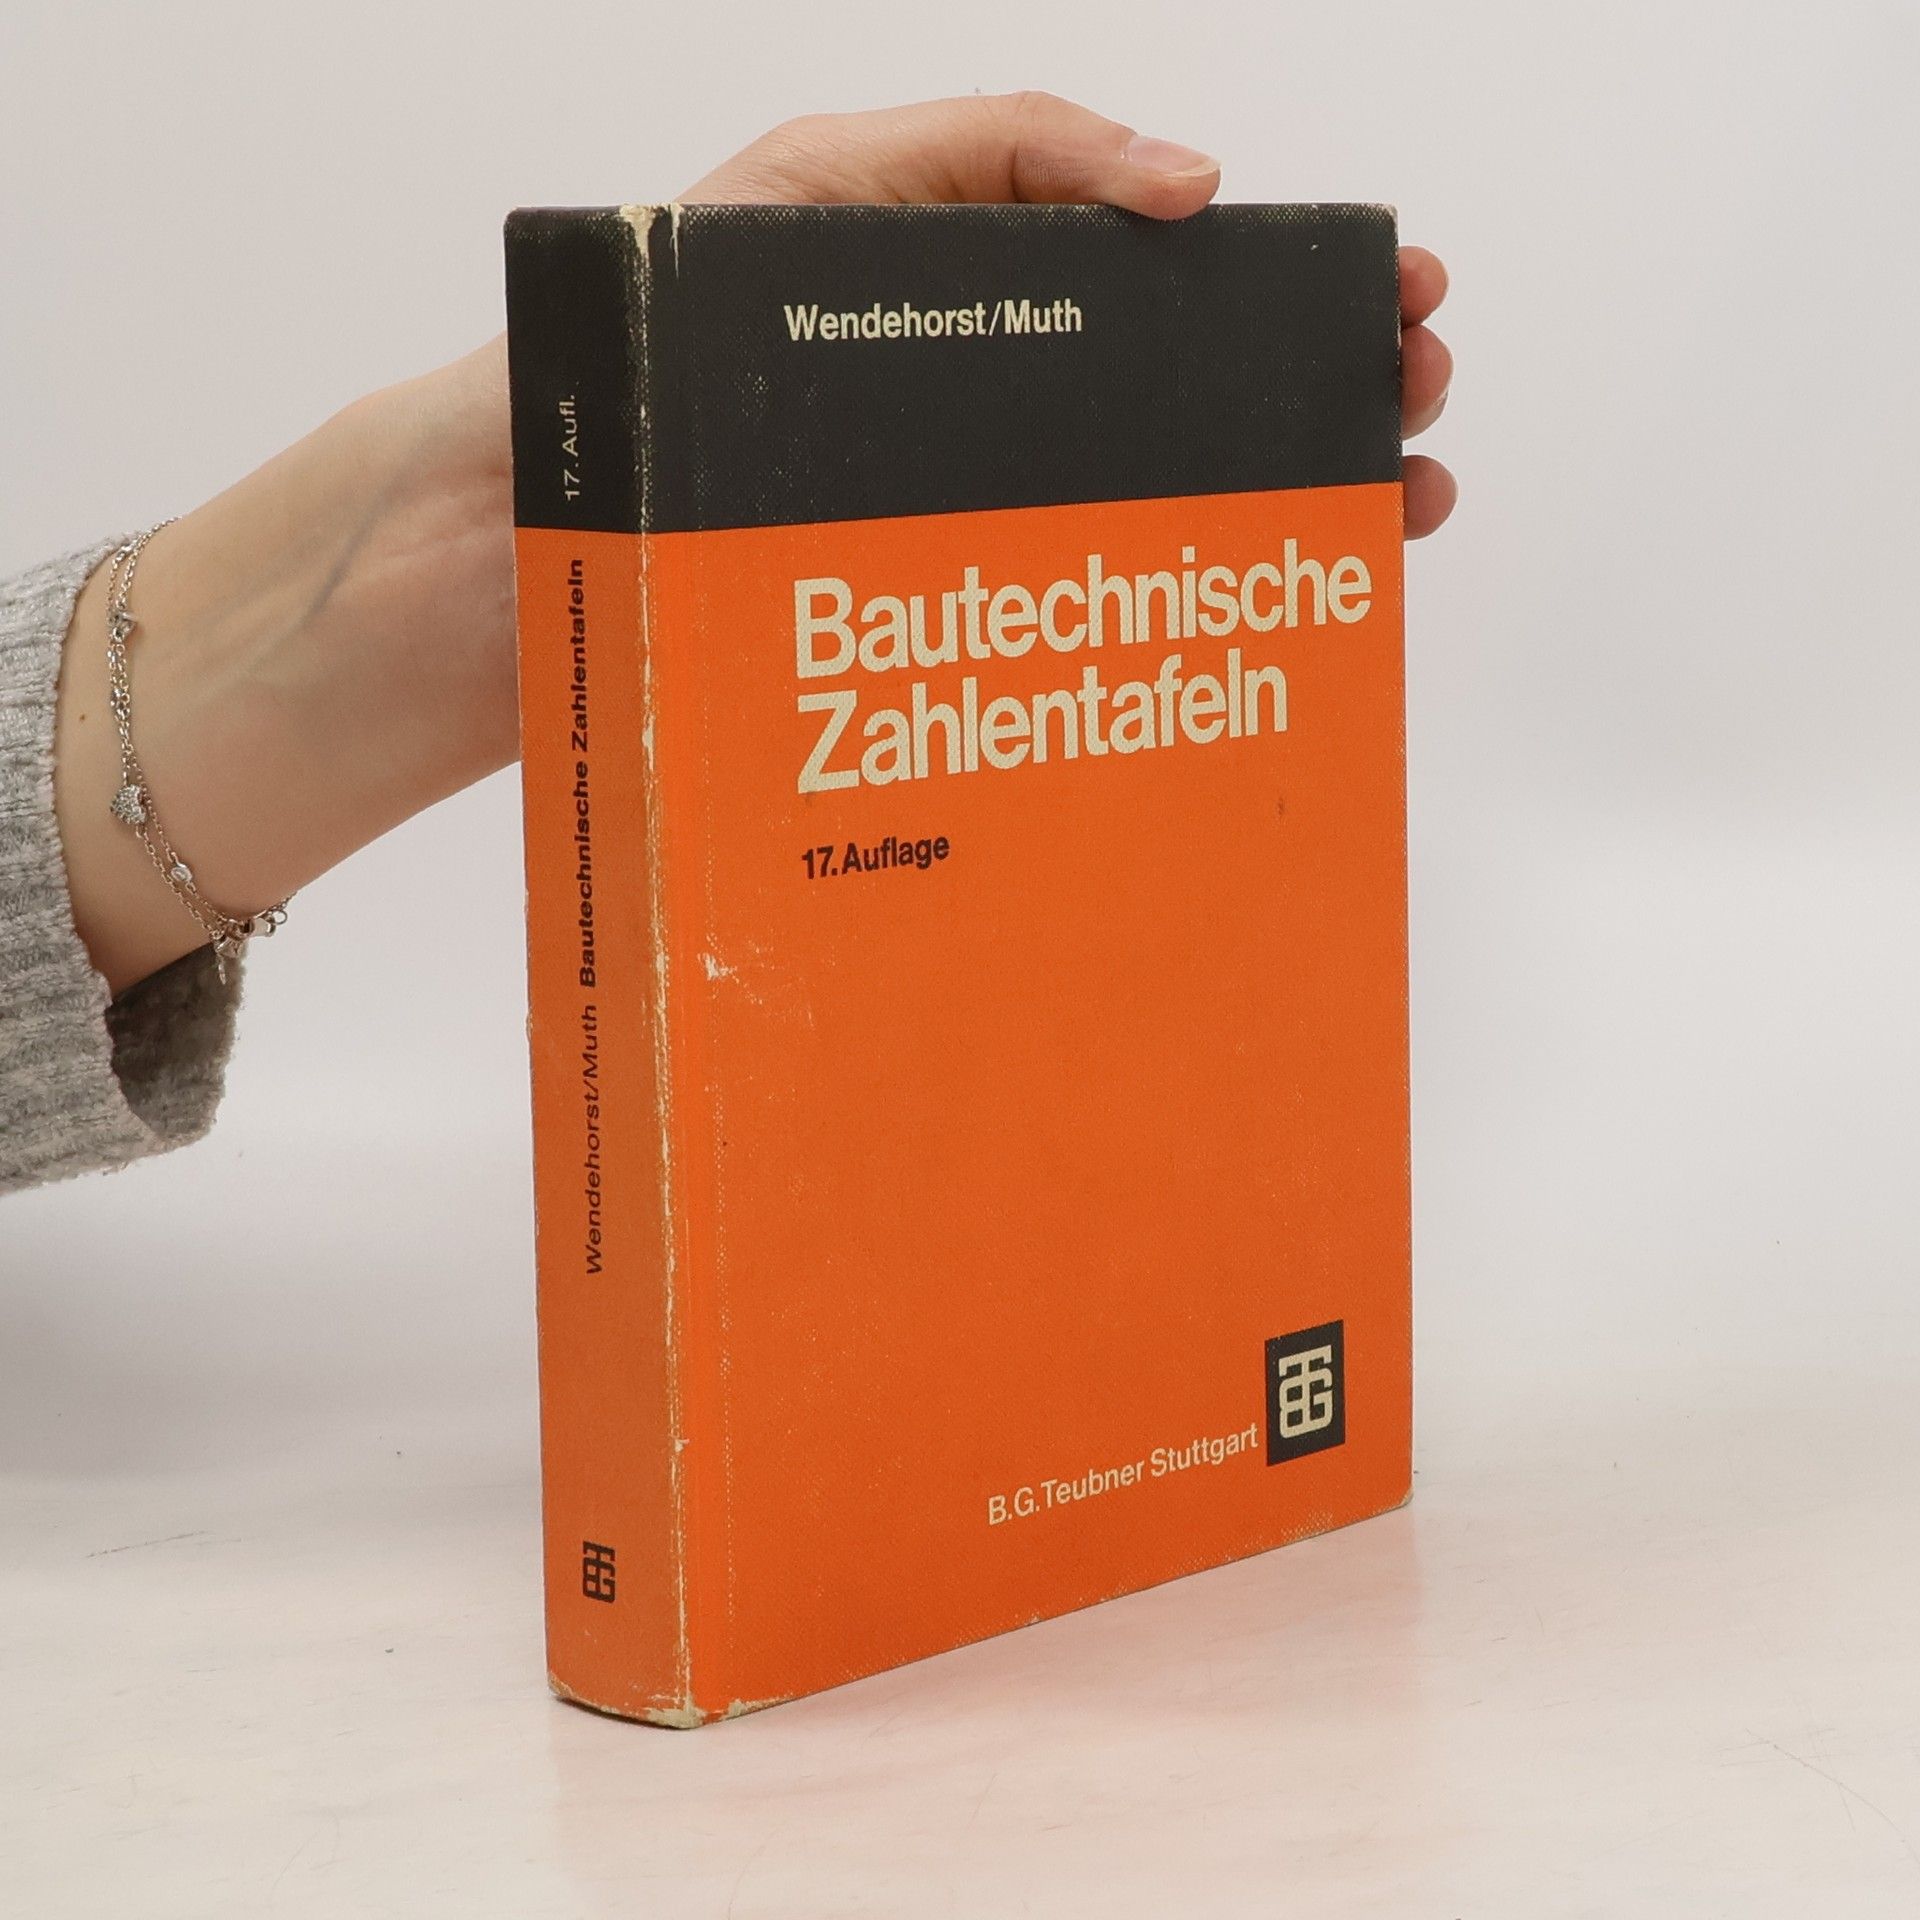 Wendehorst/Muth
Bautechnische
Zahlentafeln
17. Auflage
B.G. Teubner Stuttgart
Wendehorst/Muth Bautechnische Zahlentafeln 17. Aufl.